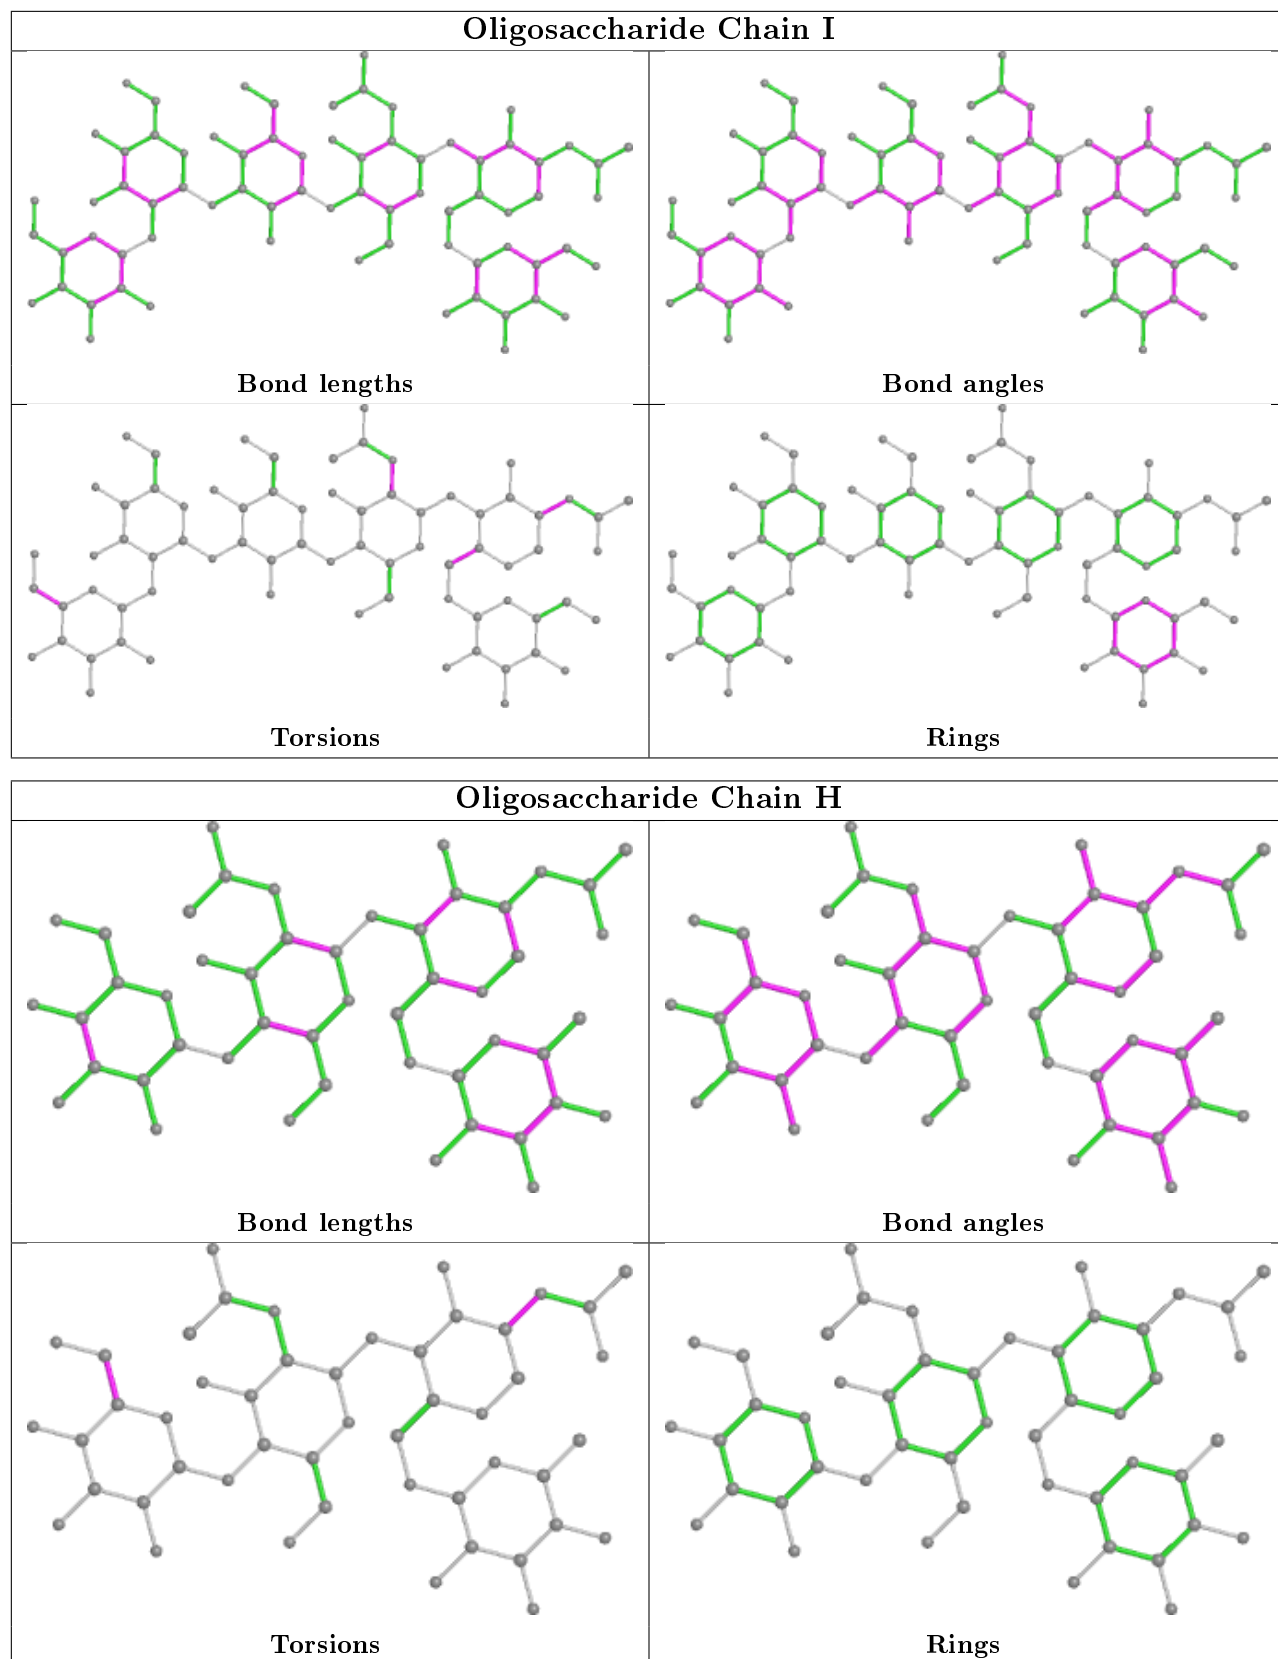 Oligosaccharide Chain I
Bond lengths
Bond angles
Torsions
Rings
Oligosaccharide Chain H
Bond lengths
Bond angles
Torsions
Rings